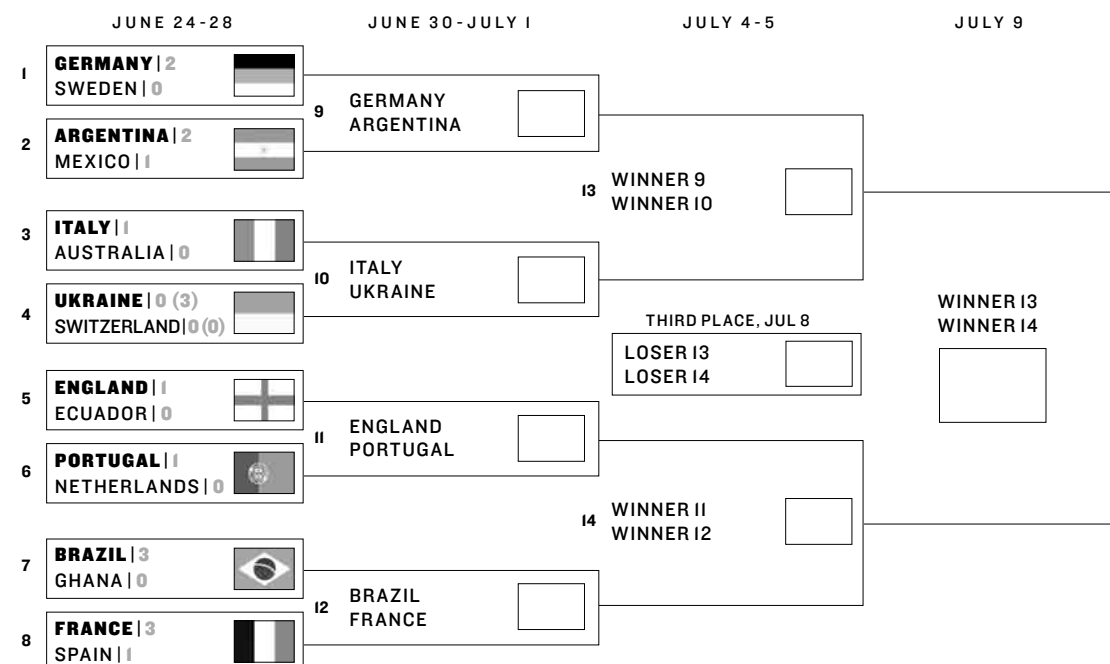 JUNE 24-28
JUNE 30-JULY 1
JULY 4-5
JULY 9
1
GERMANY | 2
SWEDEN | 0
2
ARGENTINA | 2
MEXICO | 1
3
ITALY | 1
AUSTRALIA | 0
4
UKRAINE | 0 (3)
SWITZERLAND | 0 (0)
5
ENGLAND | 1
ECUADOR | 0
6
PORTUGAL | 1
NETHERLANDS | 0
7
BRAZIL | 3
GHANA | 0
8
FRANCE | 3
SPAIN | 1
9
GERMANY
ARGENTINA
10
ITALY
UKRAINE
11
ENGLAND
PORTUGAL
12
BRAZIL
FRANCE
13
WINNER 9
WINNER 10
THIRD PLACE, JUL 8
LOSER 13
LOSER 14
14
WINNER 11
WINNER 12
WINNER 13
WINNER 14